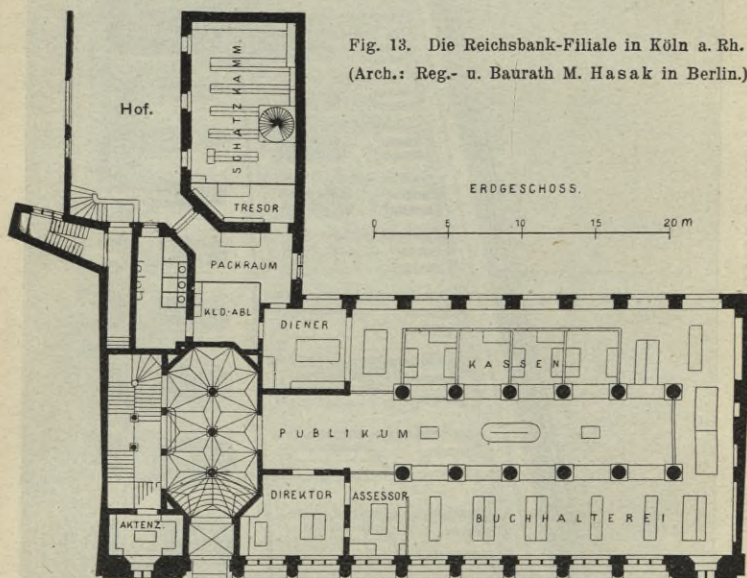 Fig. 13. Die Reichsbank-Filiale in Köln a. Rh.
(Arch.: Reg.- u. Baurath M. Hasak in Berlin.)
Hof.
SCHATZKAMM.
ERDGESCHOSS.
0 5 10 15 20 m
TRESOR
PACKRAUM
KLD.-ABL
DIENER
KASSEN
PUBLIKUM
DIREKTOR
ASSESSOR
BUCHHALTEREI
AKTENZ.